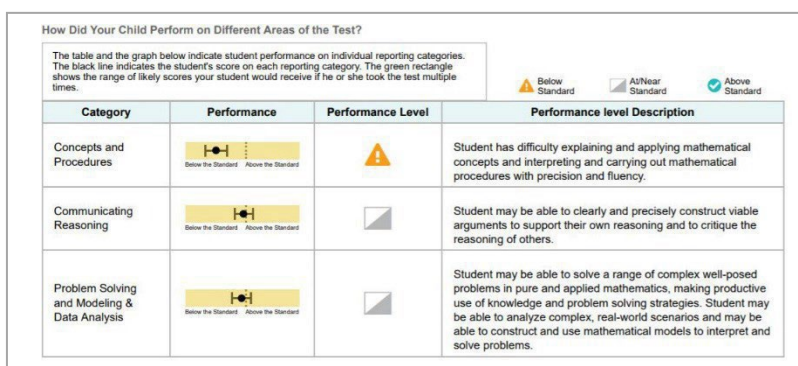 How Did Your Child Perform on Different Areas of the Test?
The table and the graph below indicate student performance on individual reporting categories.
The black line indicates the student's score on each reporting category. The green rectangle
shows the range of likely scores your student would receive if he or she took the test multiple
times.
Below
Standard
At/Near
Standard
Above
Standard
Category
Performance
Performance Level
Performance level Description
Concepts and
Procedures
Below the Standard
Above the Standard
Student has difficulty explaining and applying mathematical
concepts and interpreting and carrying out mathematical
procedures with precision and fluency.
Communicating
Reasoning
Below the Standard
Above the Standard
Student may be able to clearly and precisely construct viable
arguments to support their own reasoning and to critique the
reasoning of others.
Problem Solving
and Modeling &
Data Analysis
Below the Standard
Above the Standard
Student may be able to solve a range of complex well-posed
problems in pure and applied mathematics, making productive
use of knowledge and problem solving strategies. Student may
be able to analyze complex, real-world scenarios and may be
able to construct and use mathematical models to interpret and
solve problems.